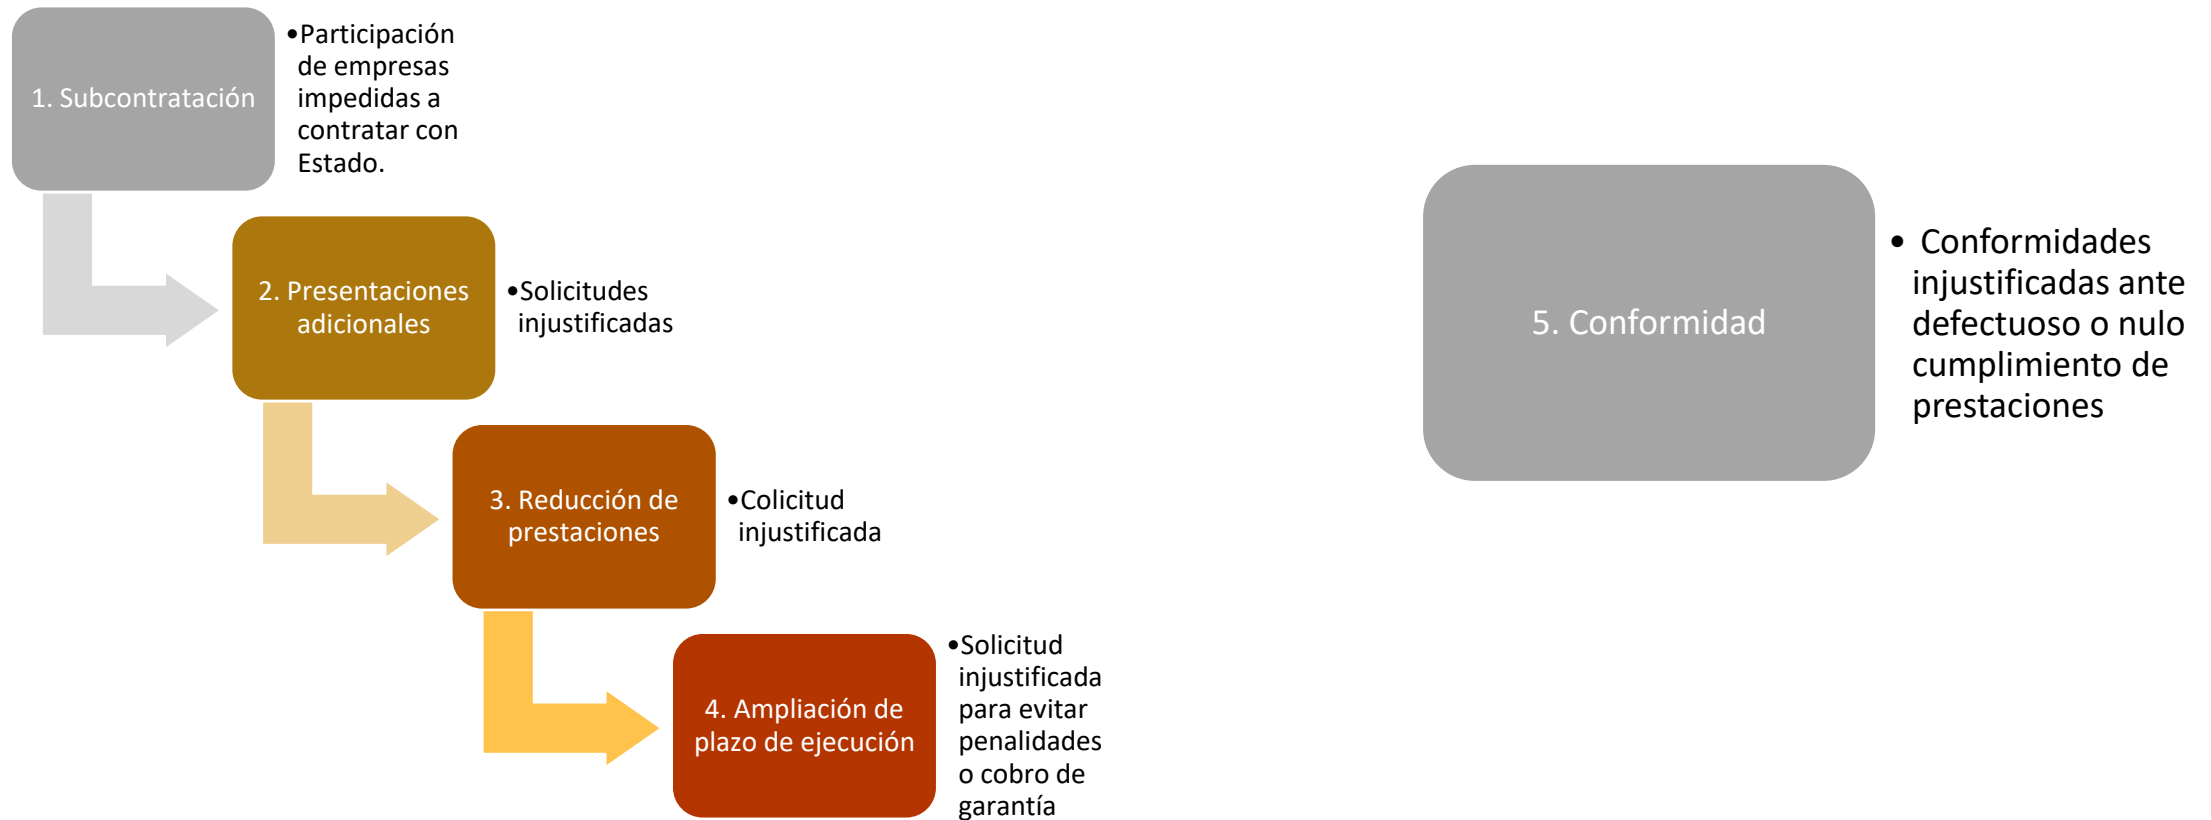 1. Subcontratación
•Participación
de empresas
impedidas a
contratar con
Estado.
2. Presentaciones
adicionales
•Solicitudes
injustificadas
3. Reducción de
prestaciones
•Colicitud
injustificada
4. Ampliación de
plazo de ejecución
•Solicitud
injustificada
para evitar
penalidades
o cobro de
garantía
5. Conformidad
• Conformidades
injustificadas ante
defectuoso o nulo
cumplimiento de
prestaciones